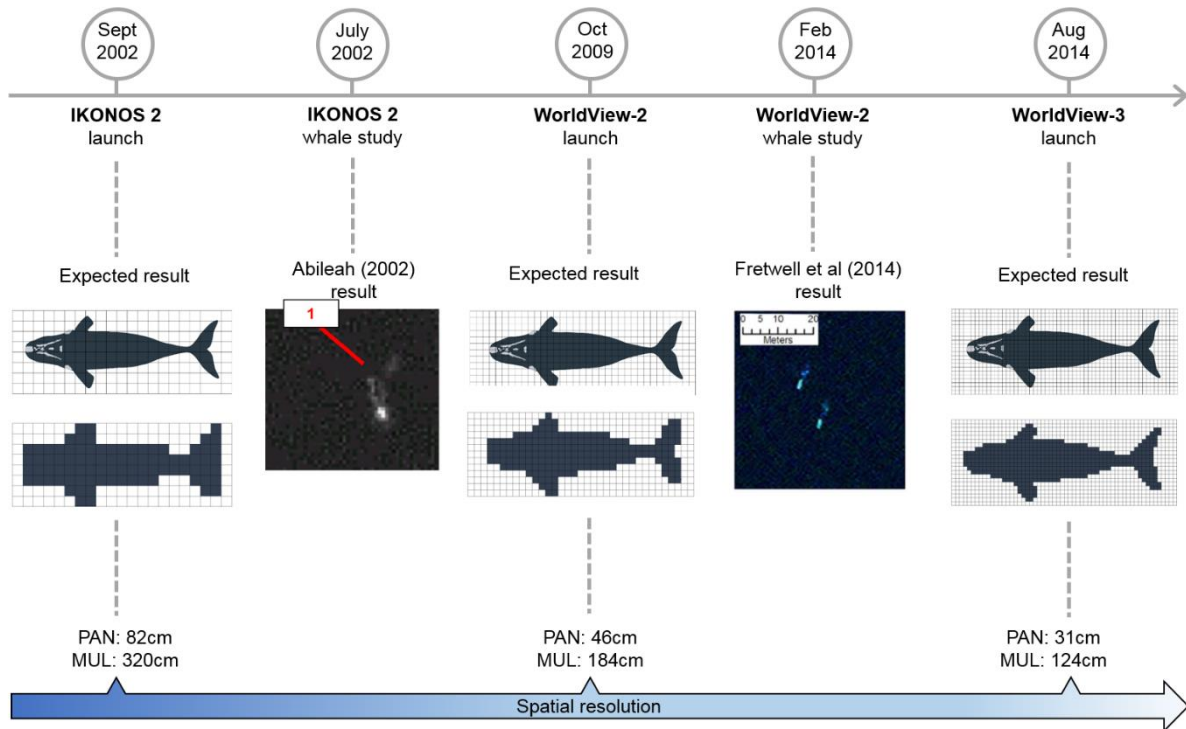 Sept
2002
July
2002
Oct
2009
Feb
2014
Aug
2014
IKONOS 2
launch
IKONOS 2
whale study
WorldView-2
launch
WorldView-2
whale study
WorldView-3
launch
Expected result
Abileah (2002)
result
Expected result
Fretwell et al (2014)
result
Expected result
1
0 5 10 20
Meters
PAN: 82cm
MUL: 320cm
PAN: 46cm
MUL: 184cm
PAN: 31cm
MUL: 124cm
Spatial resolution